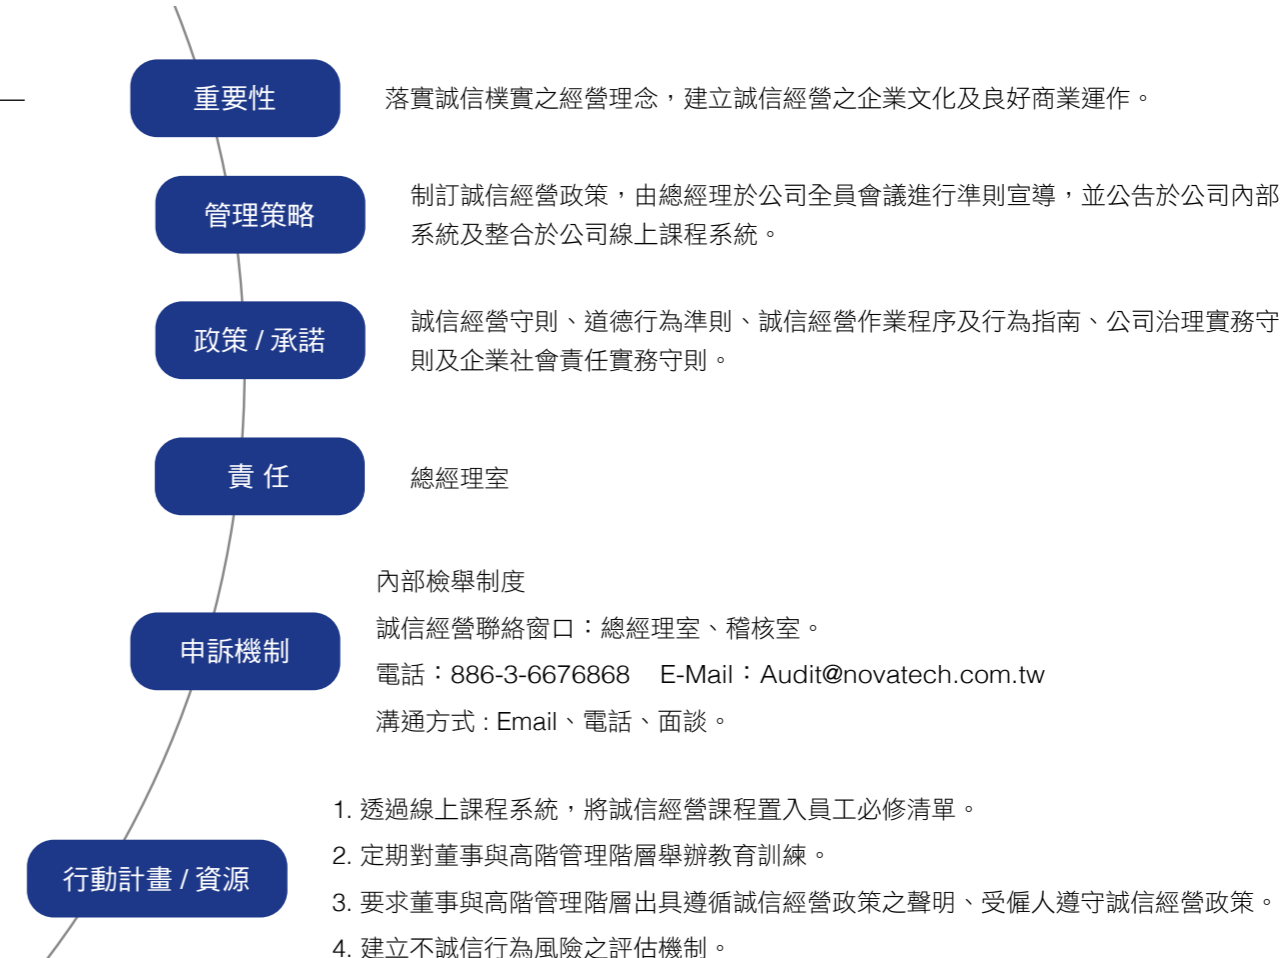 重要性
落實誠信樸實之經營理念，建立誠信經營之企業文化及良好商業運作。
管理策略
制訂誠信經營政策，由總經理於公司全員會議進行準則宣導，並公告於公司內部
系統及整合於公司線上課程系統。
政策 / 承諾
誠信經營守則、道德行為準則、誠信經營作業程序及行為指南、公司治理實務守
則及企業社會責任實務守則。
責 任
總經理室
申訴機制
內部檢舉制度
誠信經營聯絡窗口：總經理室、稽核室。
電話：886-3-6676868 E-Mail：Audit@novatech.com.tw
溝通方式 : Email、電話、面談。
行動計畫 / 資源
1. 透過線上課程系統，將誠信經營課程置入員工必修清單。
2. 定期對董事與高階管理階層舉辦教育訓練。
3. 要求董事與高階管理階層出具遵循誠信經營政策之聲明、受僱人遵守誠信經營政策。
4. 建立不誠信行為風險之評估機制。